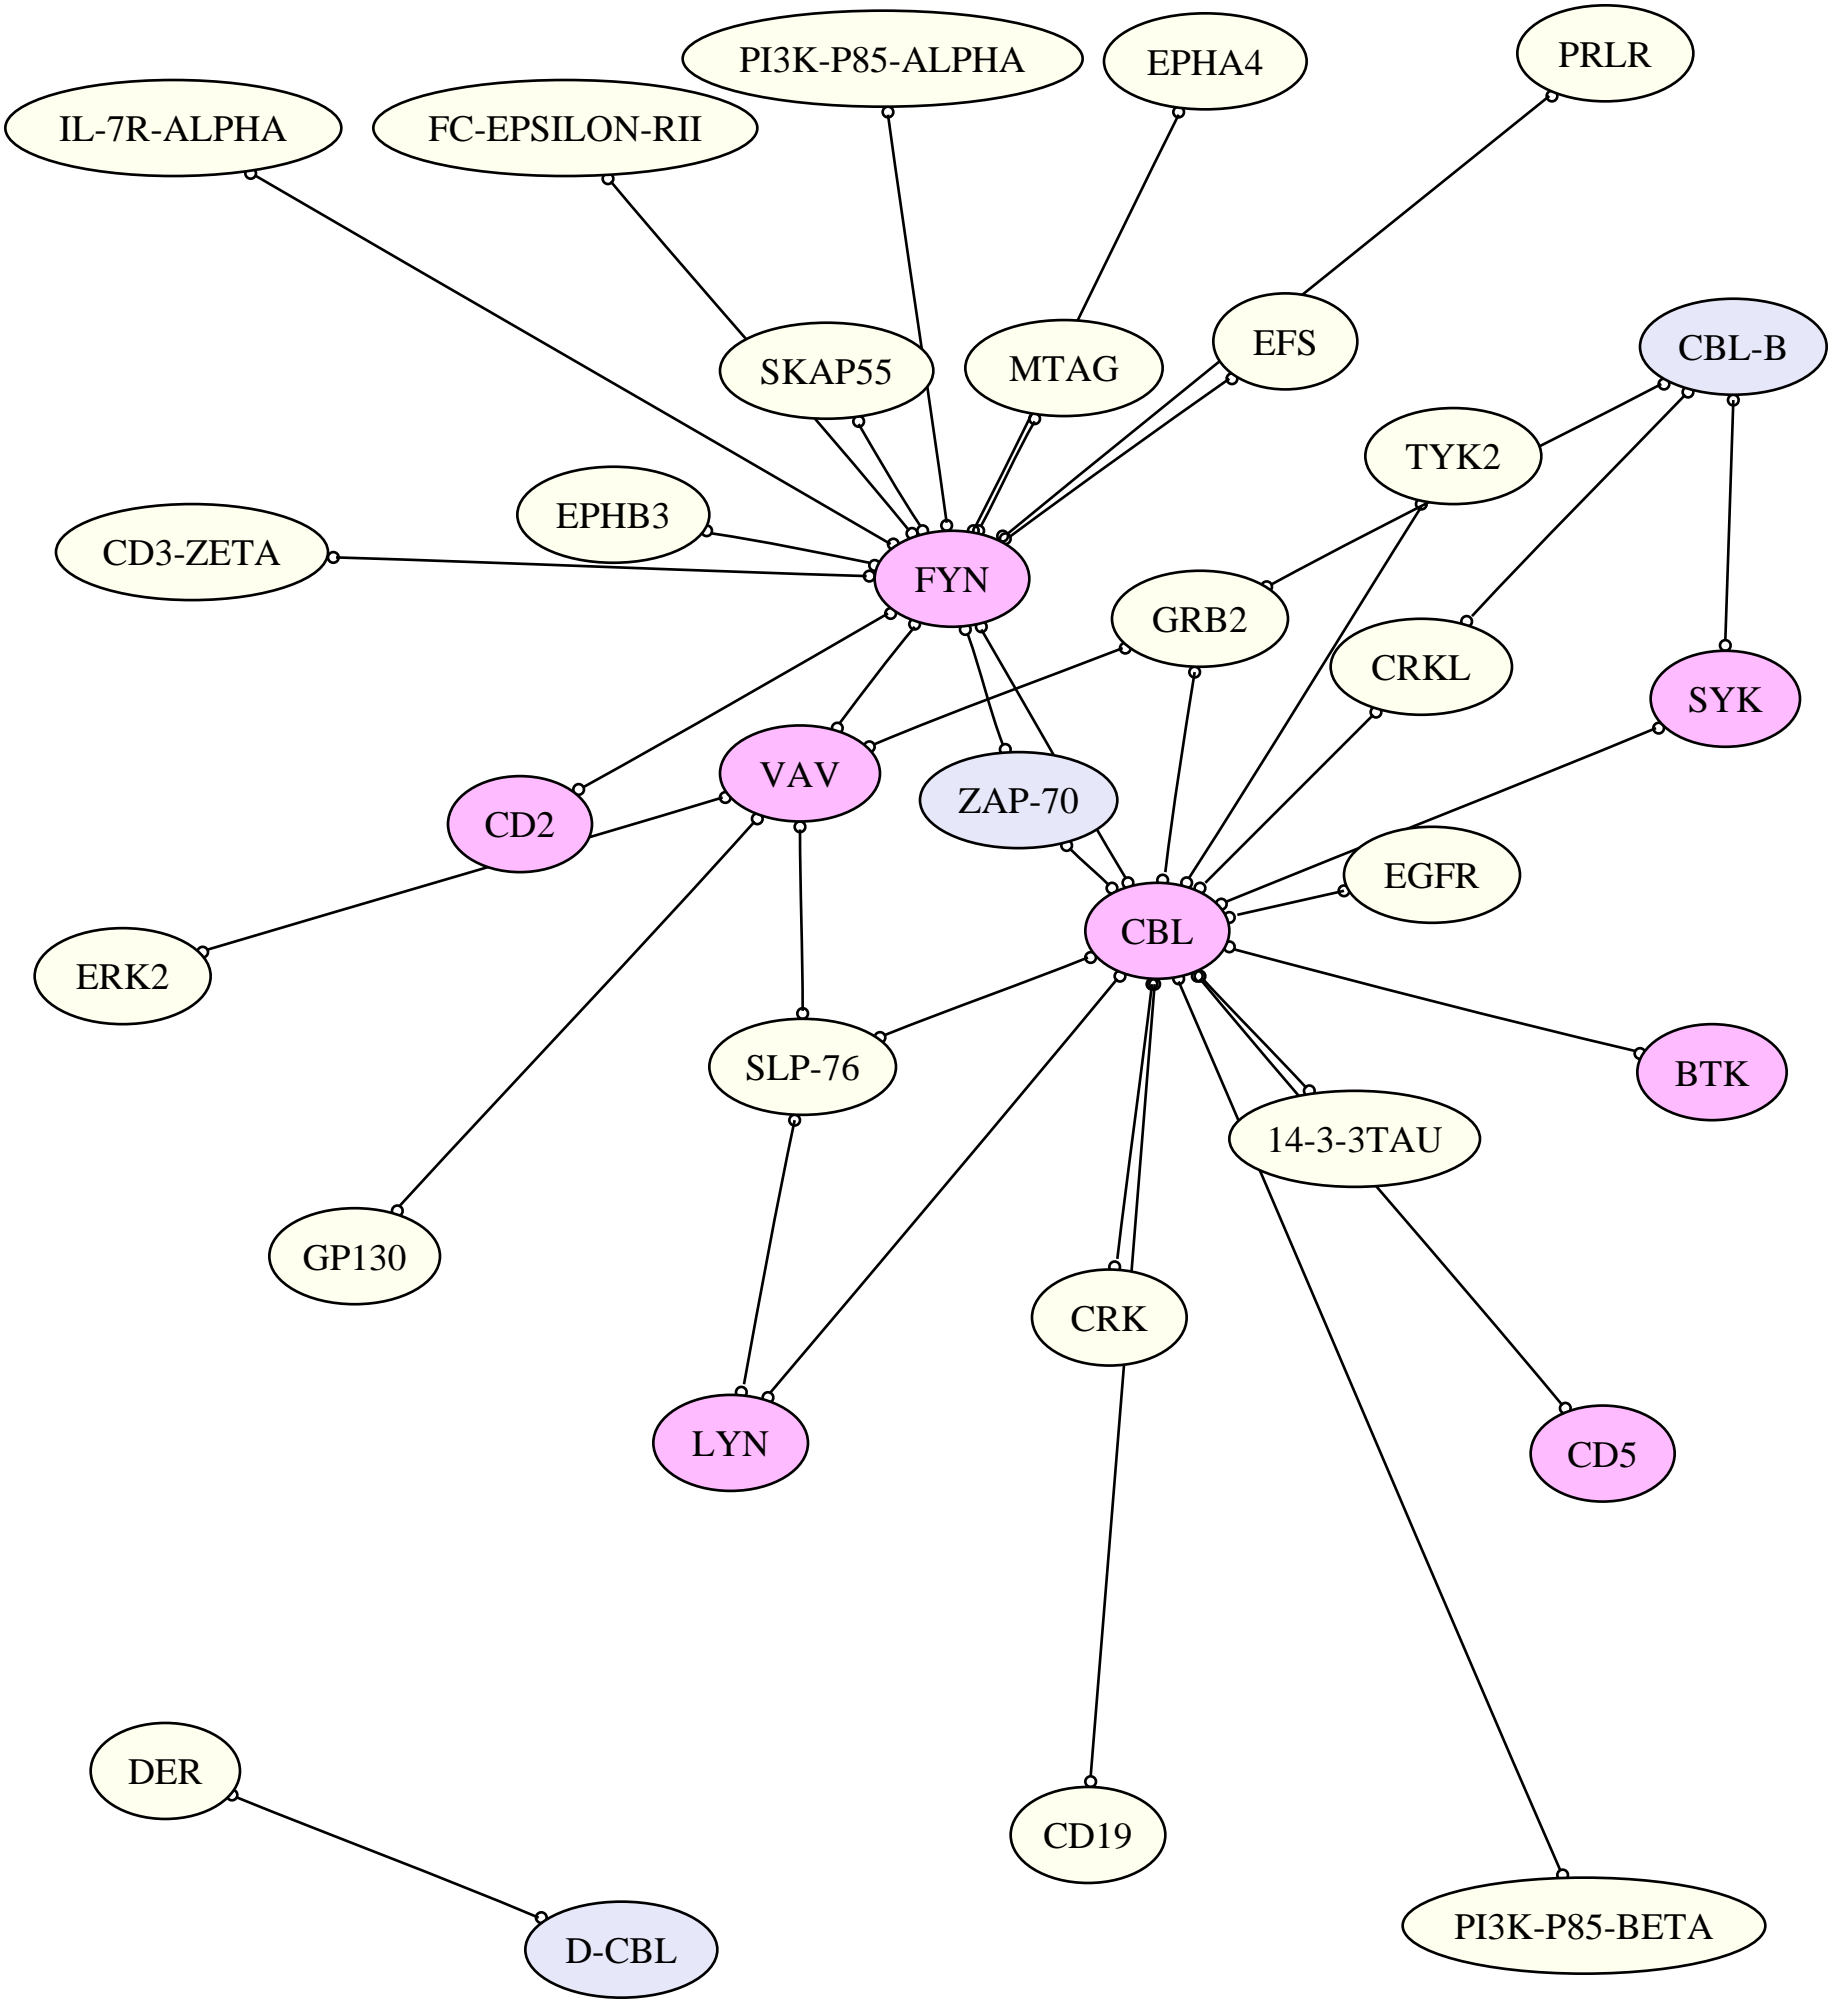 PI3K-P85-ALPHA
EPHA4
PRLR
IL-7R-ALPHA
FC-EPSILON-RII
SKAP55
MTAG
EFS
CBL-B
TYK2
EPHB3
CD3-ZETA
FYN
GRB2
CRKL
SYK
VAV
ZAP-70
CD2
EGFR
CBL
ERK2
SLP-76
BTK
14-3-3TAU
GP130
CRK
LYN
CD5
DER
CD19
PI3K-P85-BETA
D-CBL